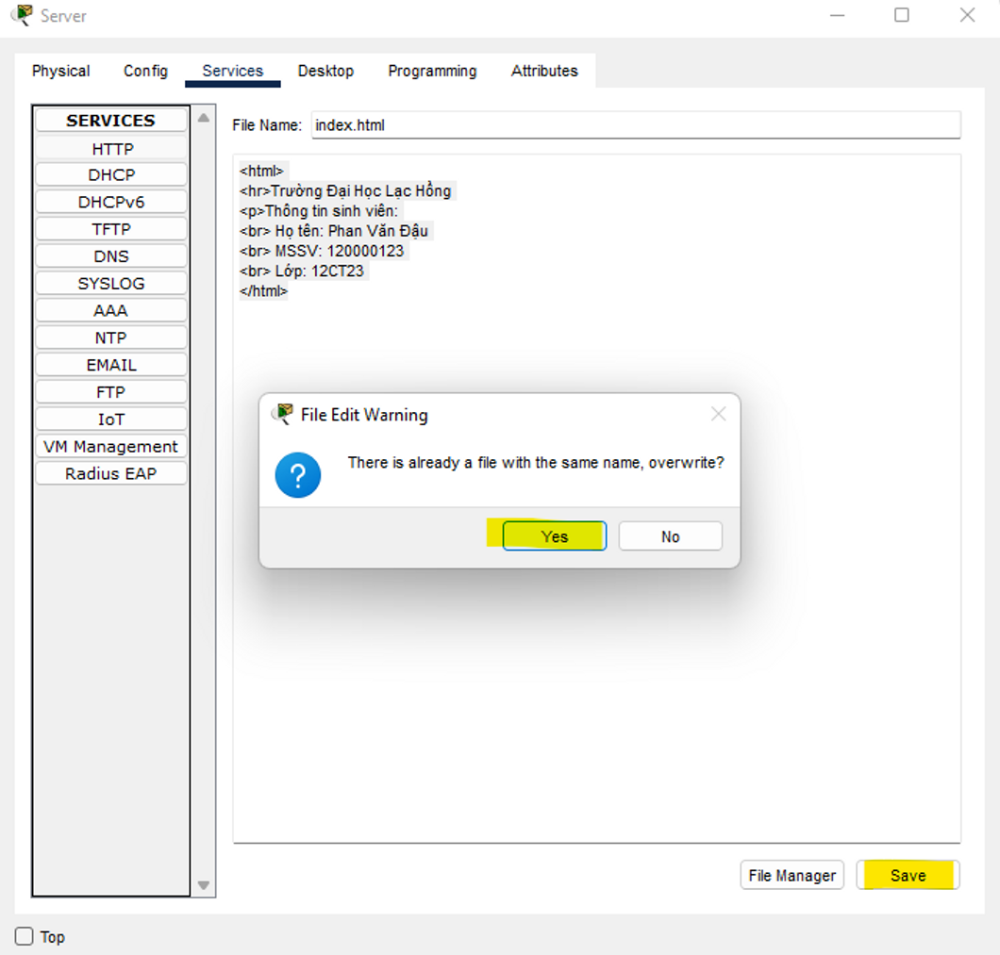 Server
Physical Config Services Desktop Programming Attributes
SERVICES
HTTP
DHCP
DHCPv6
TFTP
DNS
SYSLOG
AAA
NTP
EMAIL
FTP
IoT
VM Management
Radius EAP
File Name: index.html
<html>
<hr>Trường Đại Học Lạc Hồng
<p>Thông tin sinh viên:
<br> Họ tên: Phan Văn Đậu
<br> MSSV: 120000123
<br> Lớp: 12CT23
</html>
File Edit Warning
?
There is already a file with the same name, overwrite?
Yes No
File Manager Save
Top